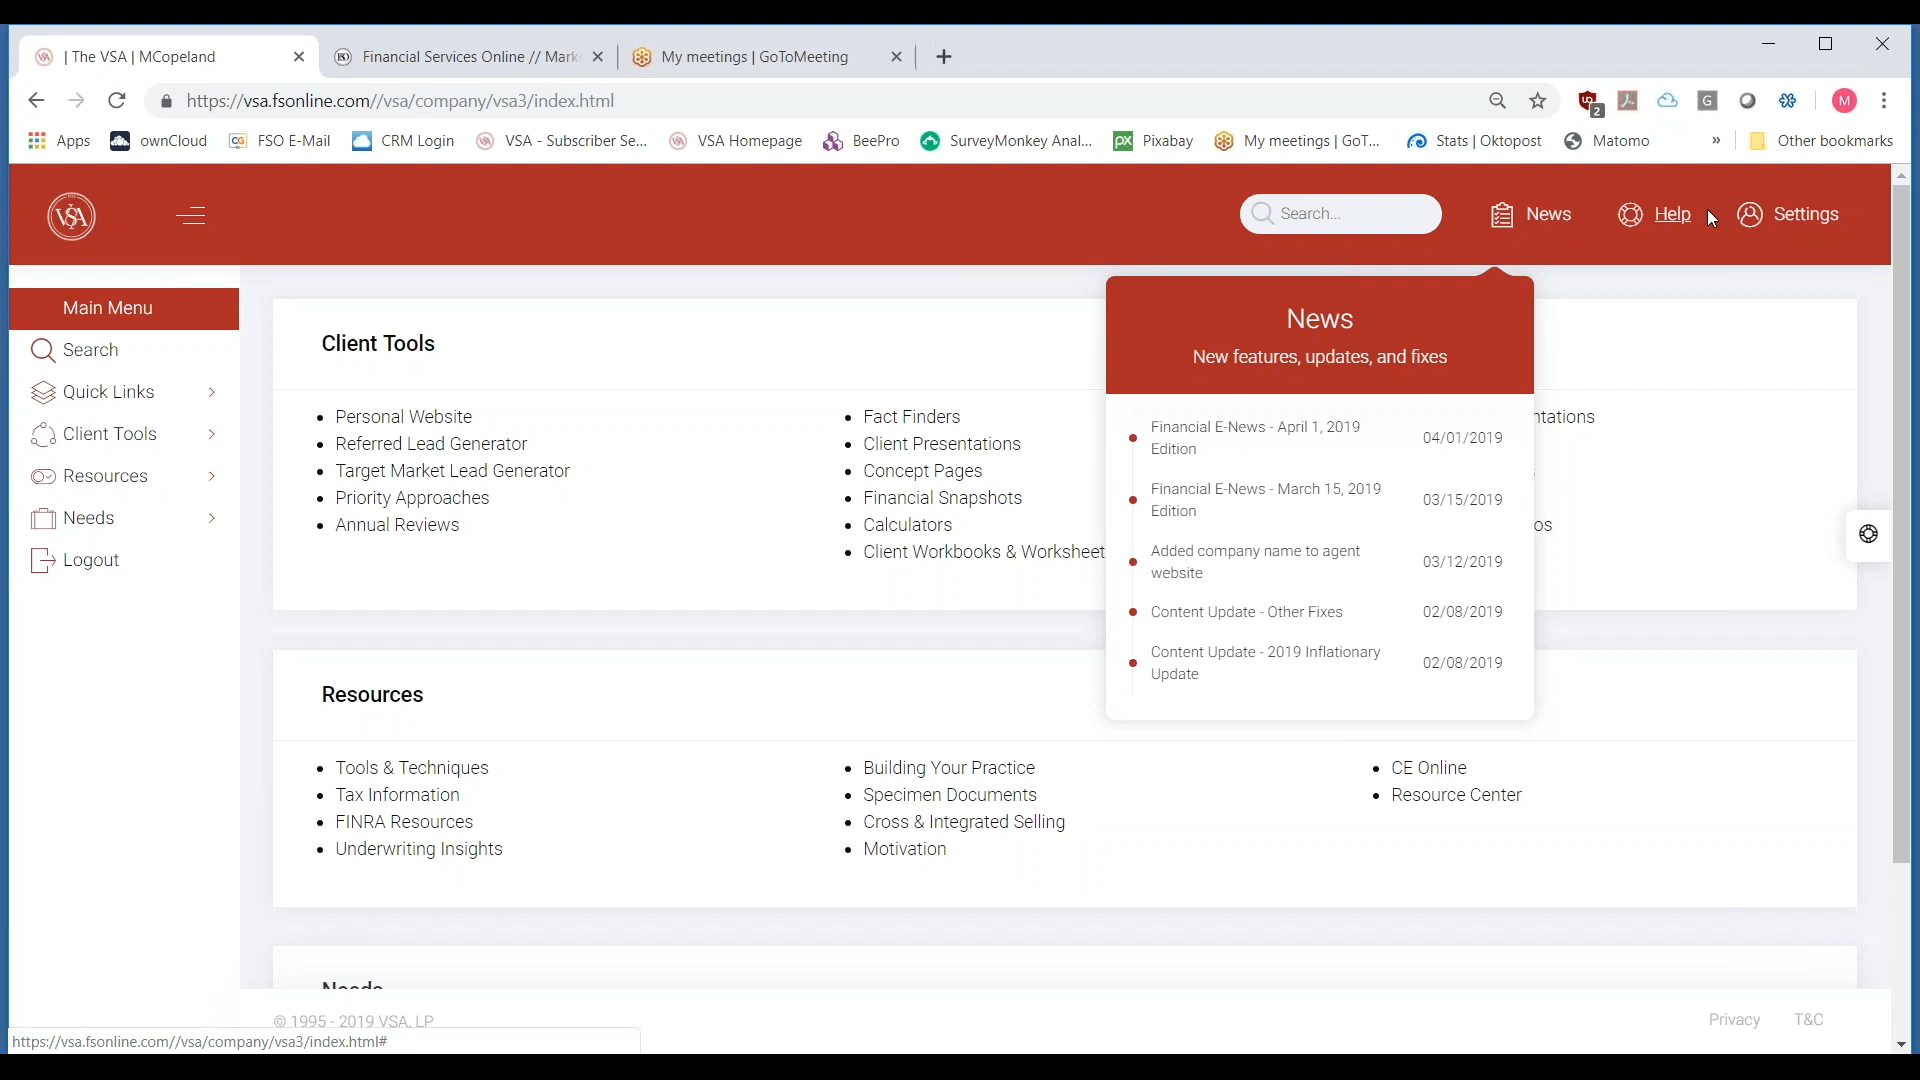 | The VSA | MCopeland
Financial Services Online // Mark
My meetings | GoToMeeting
https://vsa.fsonline.com//vsa/company/vsa3/index.html
2
G
M
Apps
ownCloud
CG
FSO E-Mail
CRM Login
VSA - Subscriber Se...
VSA Homepage
BeePro
SurveyMonkey Anal...
px
Pixabay
My meetings | GoT...
Stats | Oktopost
Matomo
»
Other bookmarks
VSA
Search...
News
Help
Settings
Main Menu
Search
Quick Links
Client Tools
Resources
Needs
Logout
Client Tools
Personal Website
Referred Lead Generator
Target Market Lead Generator
Priority Approaches
Annual Reviews
Fact Finders
Client Presentations
Concept Pages
Financial Snapshots
Calculators
Client Workbooks & Worksheet
ntations
os
News
New features, updates, and fixes
Financial E-News - April 1, 2019
Edition
04/01/2019
Financial E-News - March 15, 2019
Edition
03/15/2019
Added company name to agent
website
03/12/2019
Content Update - Other Fixes
02/08/2019
Content Update - 2019 Inflationary
Update
02/08/2019
Resources
Tools & Techniques
Tax Information
FINRA Resources
Underwriting Insights
Building Your Practice
Specimen Documents
Cross & Integrated Selling
Motivation
CE Online
Resource Center
Needs
© 1995 - 2019 VSA, LP
Privacy
T&C
https://vsa.fsonline.com//vsa/company/vsa3/index.html#